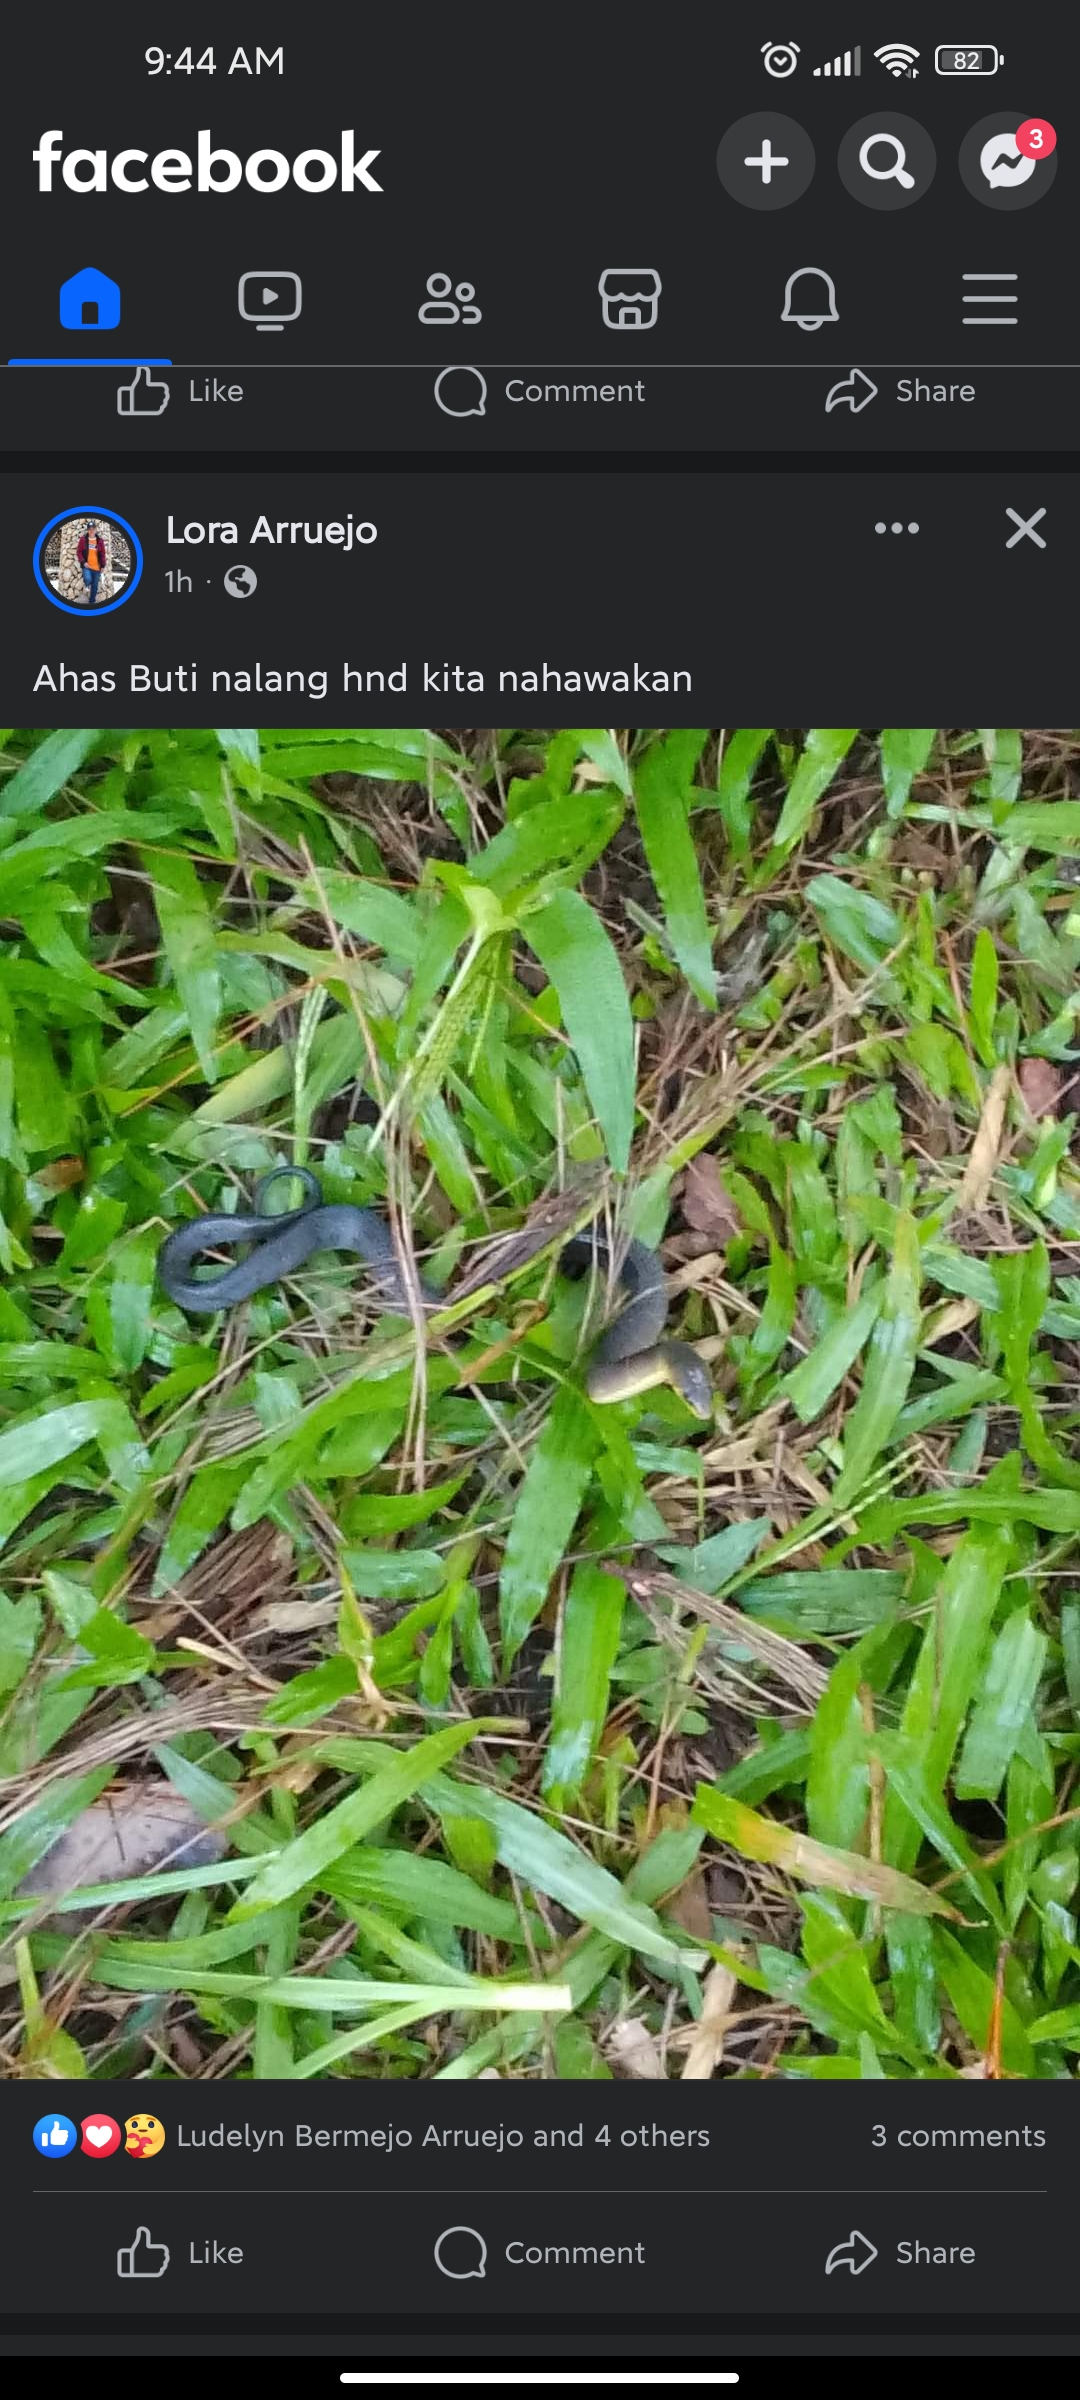 9:44 AM
82
facebook
3
Like
Comment
Share
Lora Arruejo
1h ·
Ahas Buti nalang hnd kita nahawakan
Ludelyn Bermejo Arruejo and 4 others
3 comments
Like
Comment
Share